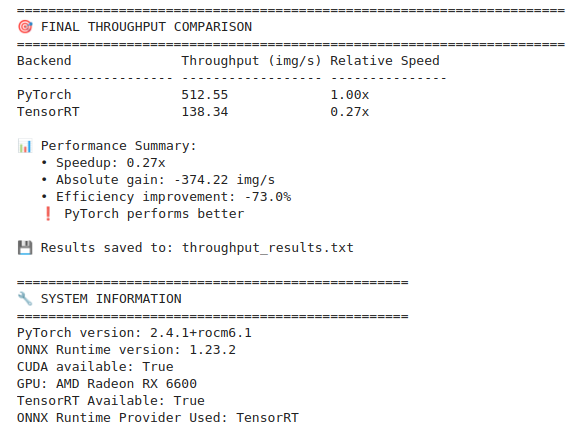 ======================================================================
🎯 FINAL THROUGHPUT COMPARISON
======================================================================
Backend              Throughput (img/s) Relative Speed
-------------------- ------------------ ---------------
PyTorch              512.55             1.00x
TensorRT             138.34             0.27x
📊 Performance Summary:
   • Speedup: 0.27x
   • Absolute gain: -374.22 img/s
   • Efficiency improvement: -73.0%
   ❗ PyTorch performs better
💾 Results saved to: throughput_results.txt
==================================================
🔧 SYSTEM INFORMATION
==================================================
PyTorch version: 2.4.1+rocm6.1
ONNX Runtime version: 1.23.2
CUDA available: True
GPU: AMD Radeon RX 6600
TensorRT Available: True
ONNX Runtime Provider Used: TensorRT